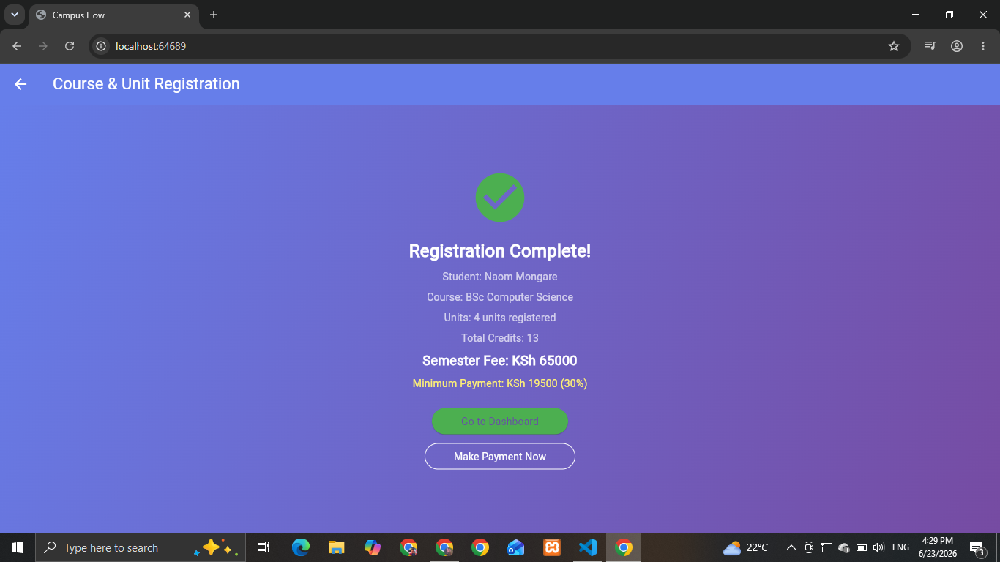 Campus Flow
localhost:64689
Course & Unit Registration
Registration Complete!
Student: Naom Mongare
Course: BSc Computer Science
Units: 4 units registered
Total Credits: 13
Semester Fee: KSh 65000
Minimum Payment: KSh 19500 (30%)
Go to Dashboard
Make Payment Now
Type here to search
22°C
ENG
4:29 PM
6/23/2026
3